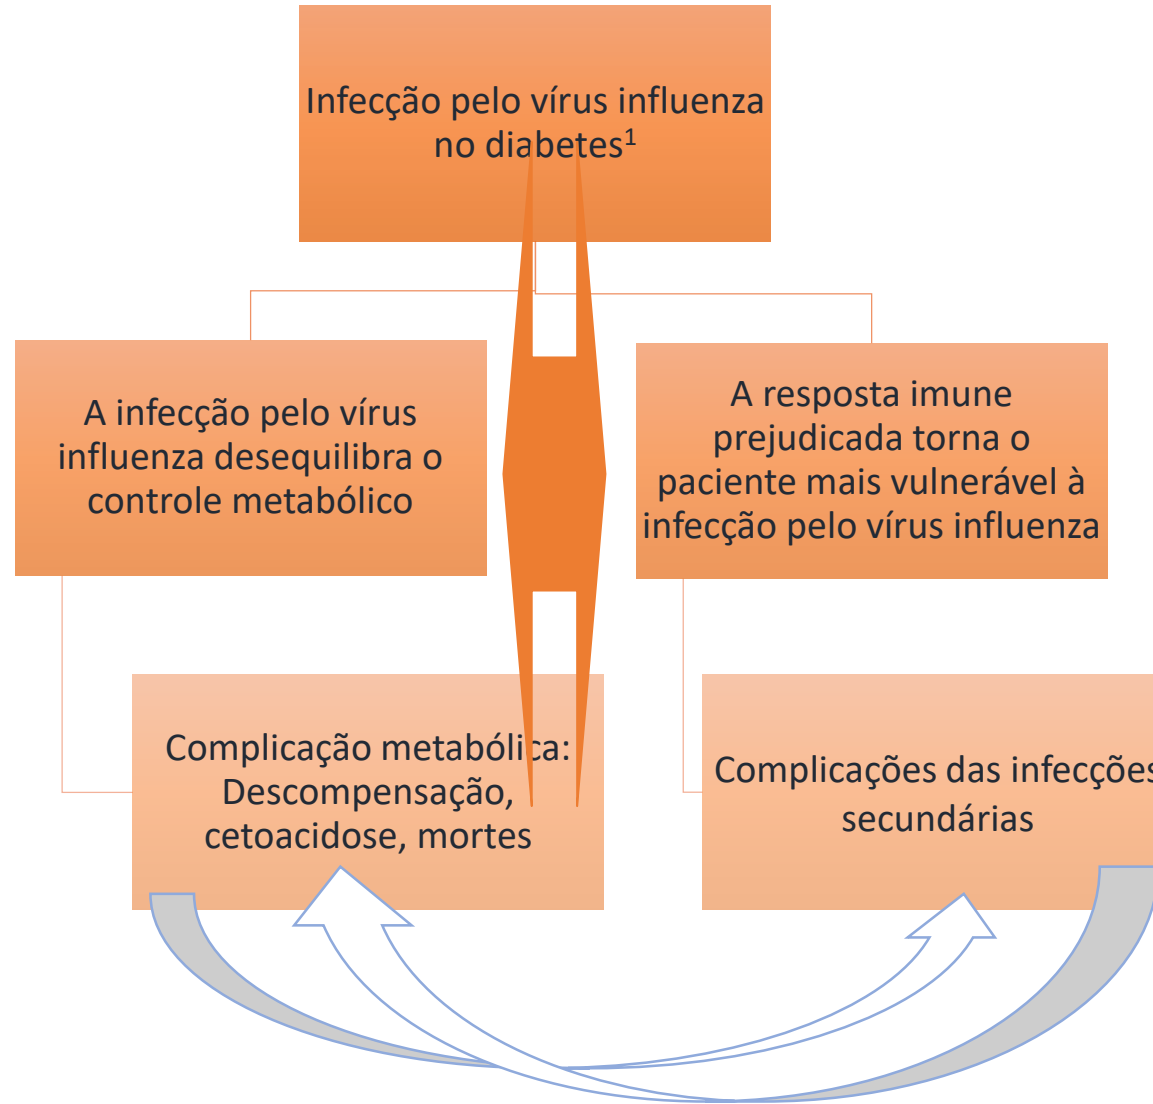 Infecção pelo vírus influenza
no diabetes¹
A infecção pelo vírus
influenza desequilibra o
controle metabólico
A resposta imune
prejudicada torna o
paciente mais vulnerável à
infecção pelo vírus influenza
Complicação metabólica:
Descompensação,
cetoacidose, mortes
Complicações das infecções
secundárias